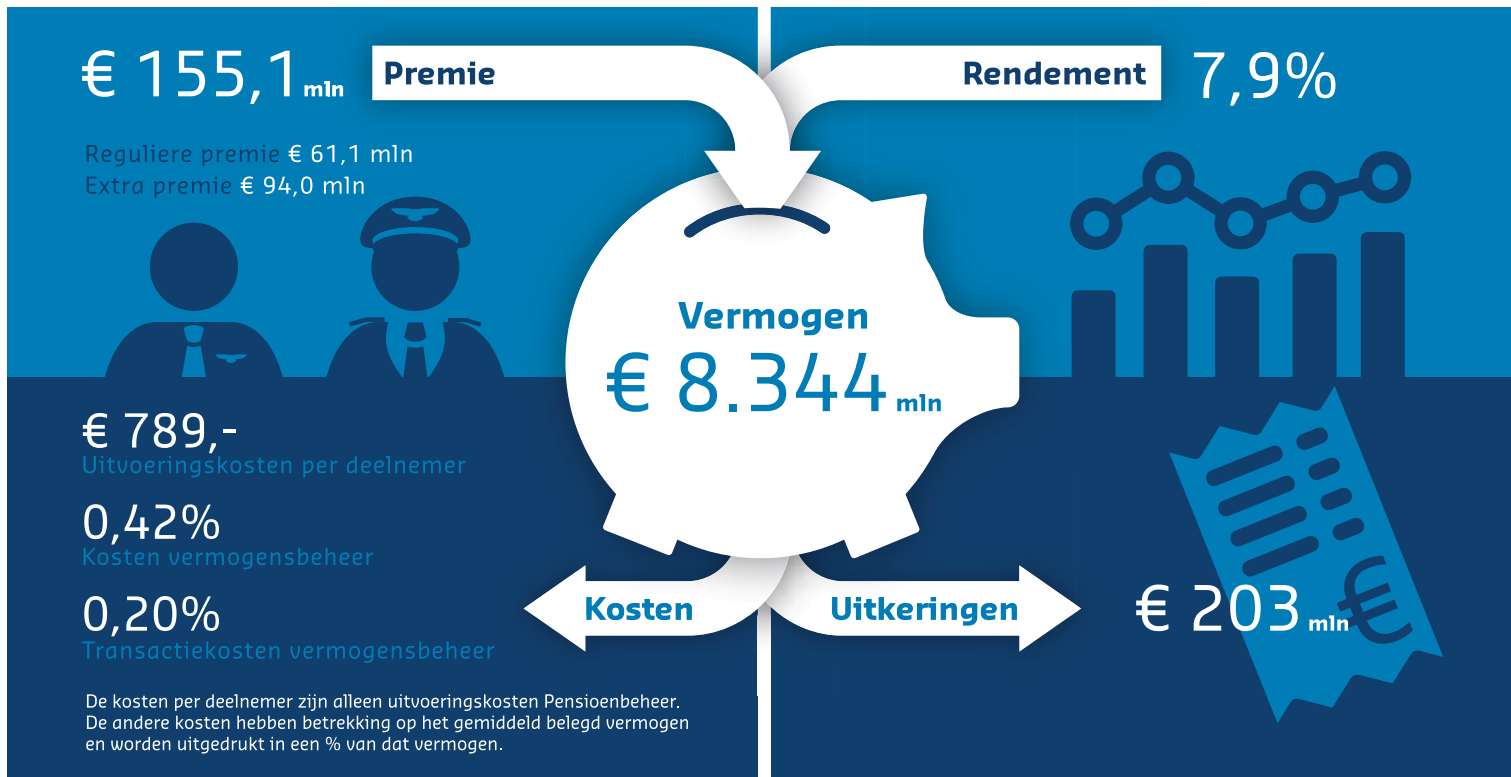 € 155,1 mln
Premie
Reguliere premie € 61,1 mln
Extra premie € 94,0 mln
Rendement
7,9%
Vermogen
€ 8.344 mln
€ 789,-
Uitvoeringskosten per deelnemer
0,42%
Kosten vermogensbeheer
0,20%
Transactiekosten vermogensbeheer
De kosten per deelnemer zijn alleen uitvoeringskosten Pensioenbeheer.
De andere kosten hebben betrekking op het gemiddeld belegd vermogen
en worden uitgedrukt in een % van dat vermogen.
Kosten
Uitkeringen
€ 203 mln
€